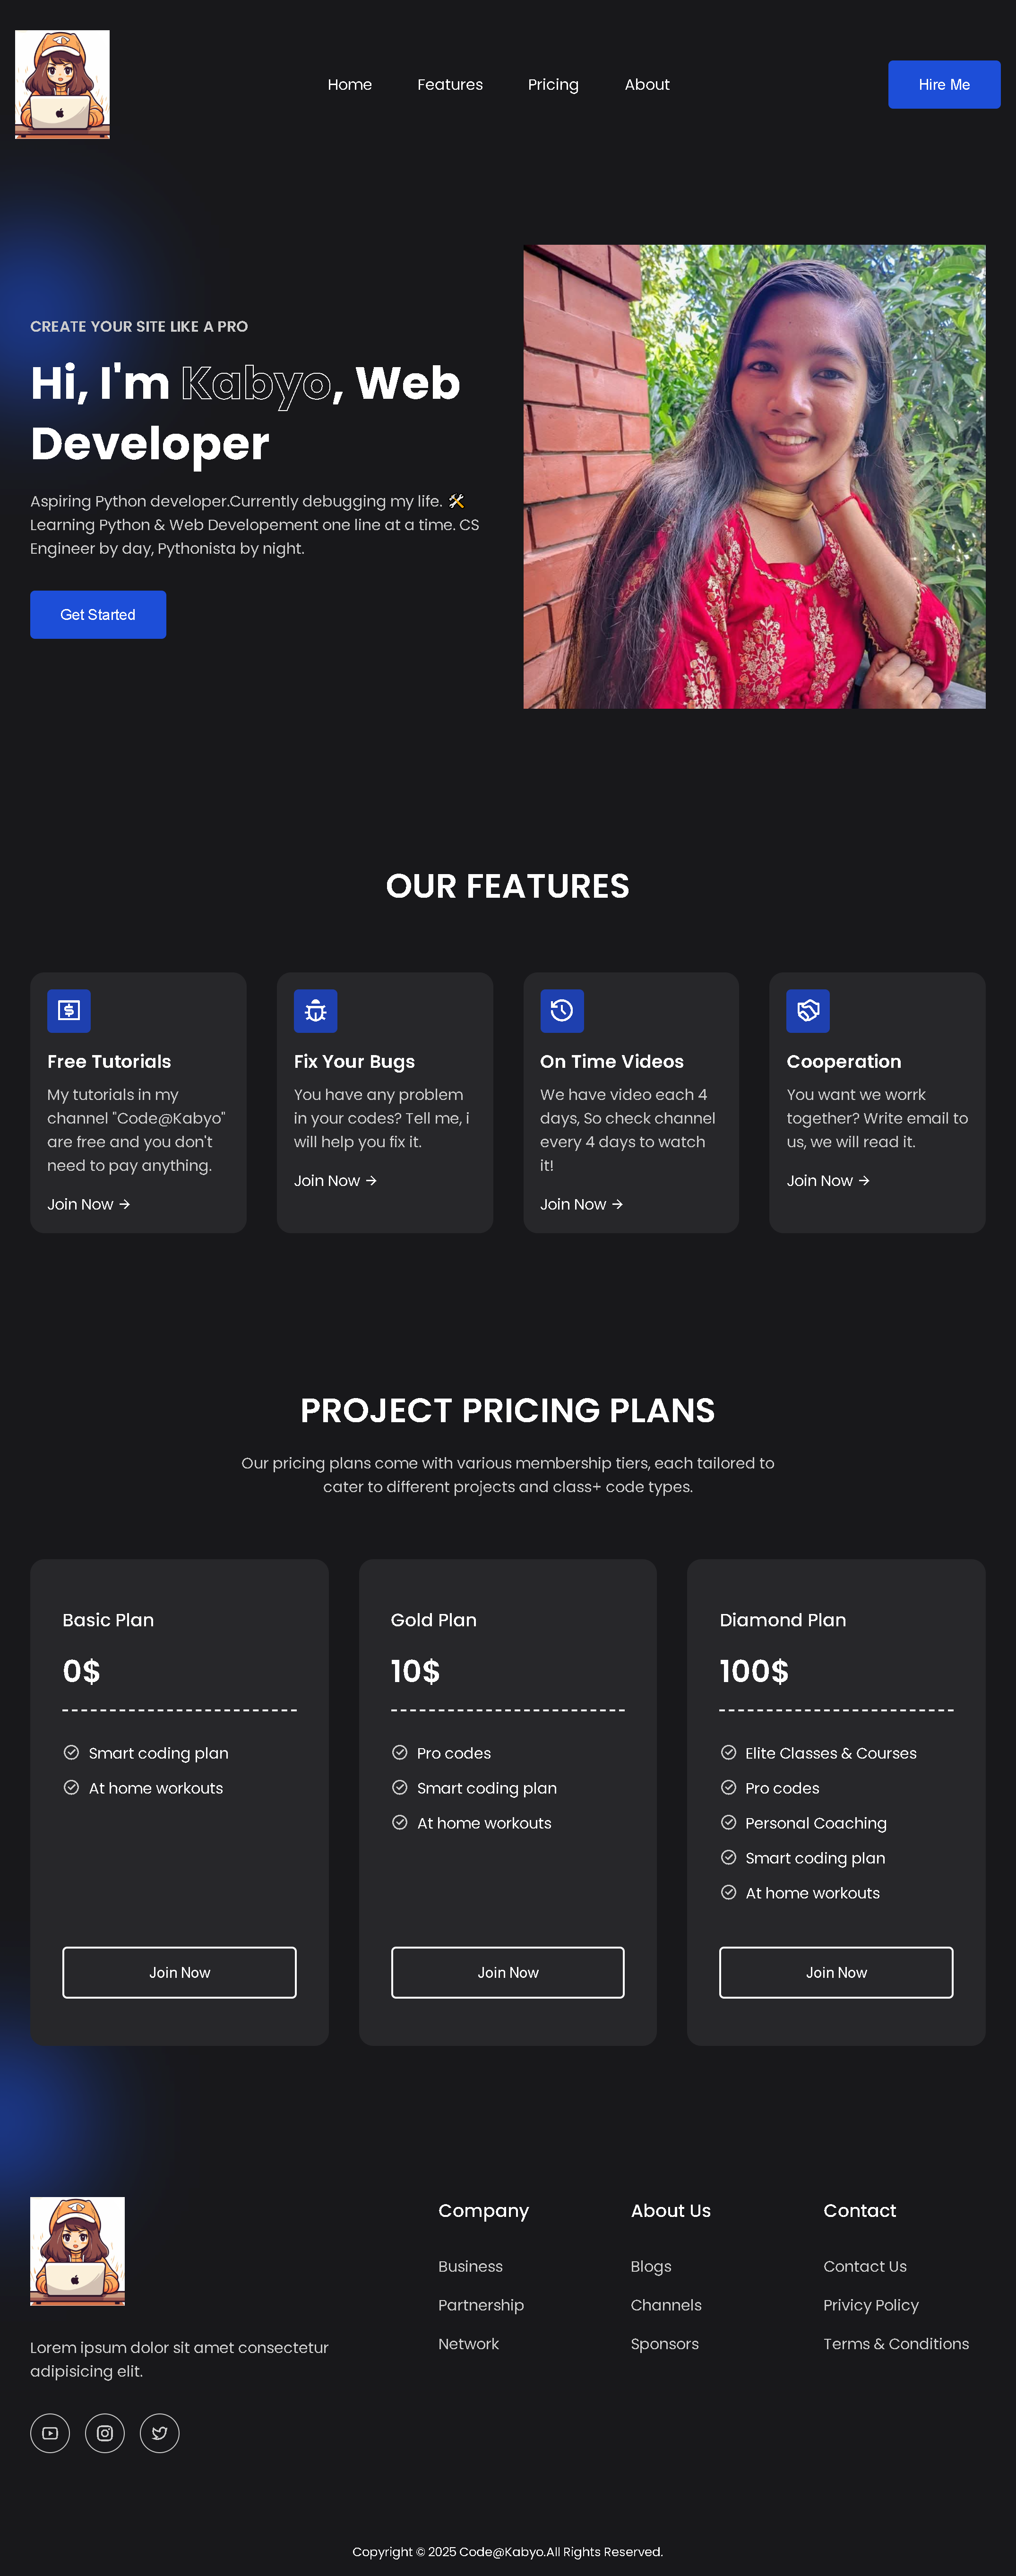 Home Features Pricing About Hire Me
CREATE YOUR SITE LIKE A PRO
Hi, I'm Kabyo, Web
Developer
Aspiring Python developer.Currently debugging my life. 🛠️
Learning Python & Web Developement one line at a time. CS
Engineer by day, Pythonista by night.
Get Started
OUR FEATURES
Free Tutorials
My tutorials in my
channel "Code@Kabyo"
are free and you don't
need to pay anything.
Join Now →
Fix Your Bugs
You have any problem
in your codes? Tell me, i
will help you fix it.
Join Now →
On Time Videos
We have video each 4
days, So check channel
every 4 days to watch
it!
Join Now →
Cooperation
You want we worrk
together? Write email to
us, we will read it.
Join Now →
PROJECT PRICING PLANS
Our pricing plans come with various membership tiers, each tailored to
cater to different projects and class+ code types.
Basic Plan
0$
Smart coding plan
At home workouts
Join Now
Gold Plan
10$
Pro codes
Smart coding plan
At home workouts
Join Now
Diamond Plan
100$
Elite Classes & Courses
Pro codes
Personal Coaching
Smart coding plan
At home workouts
Join Now
Lorem ipsum dolor sit amet consectetur
adipisicing elit.
Company
Business
Partnership
Network
About Us
Blogs
Channels
Sponsors
Contact
Contact Us
Privicy Policy
Terms & Conditions
Copyright © 2025 Code@Kabyo.All Rights Reserved.